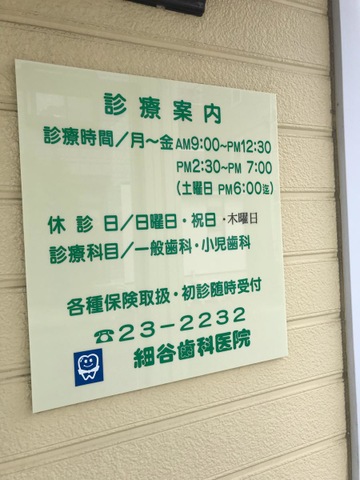 診療案内
診療時間/月～金 AM9:00～PM12:30
PM2:30～PM 7:00
(土曜日 PM6:00迄)
休診日/日曜日・祝日・木曜日
診療科目/一般歯科・小児歯科
各種保険取扱・初診随時受付
☎23-2232
細谷歯科医院